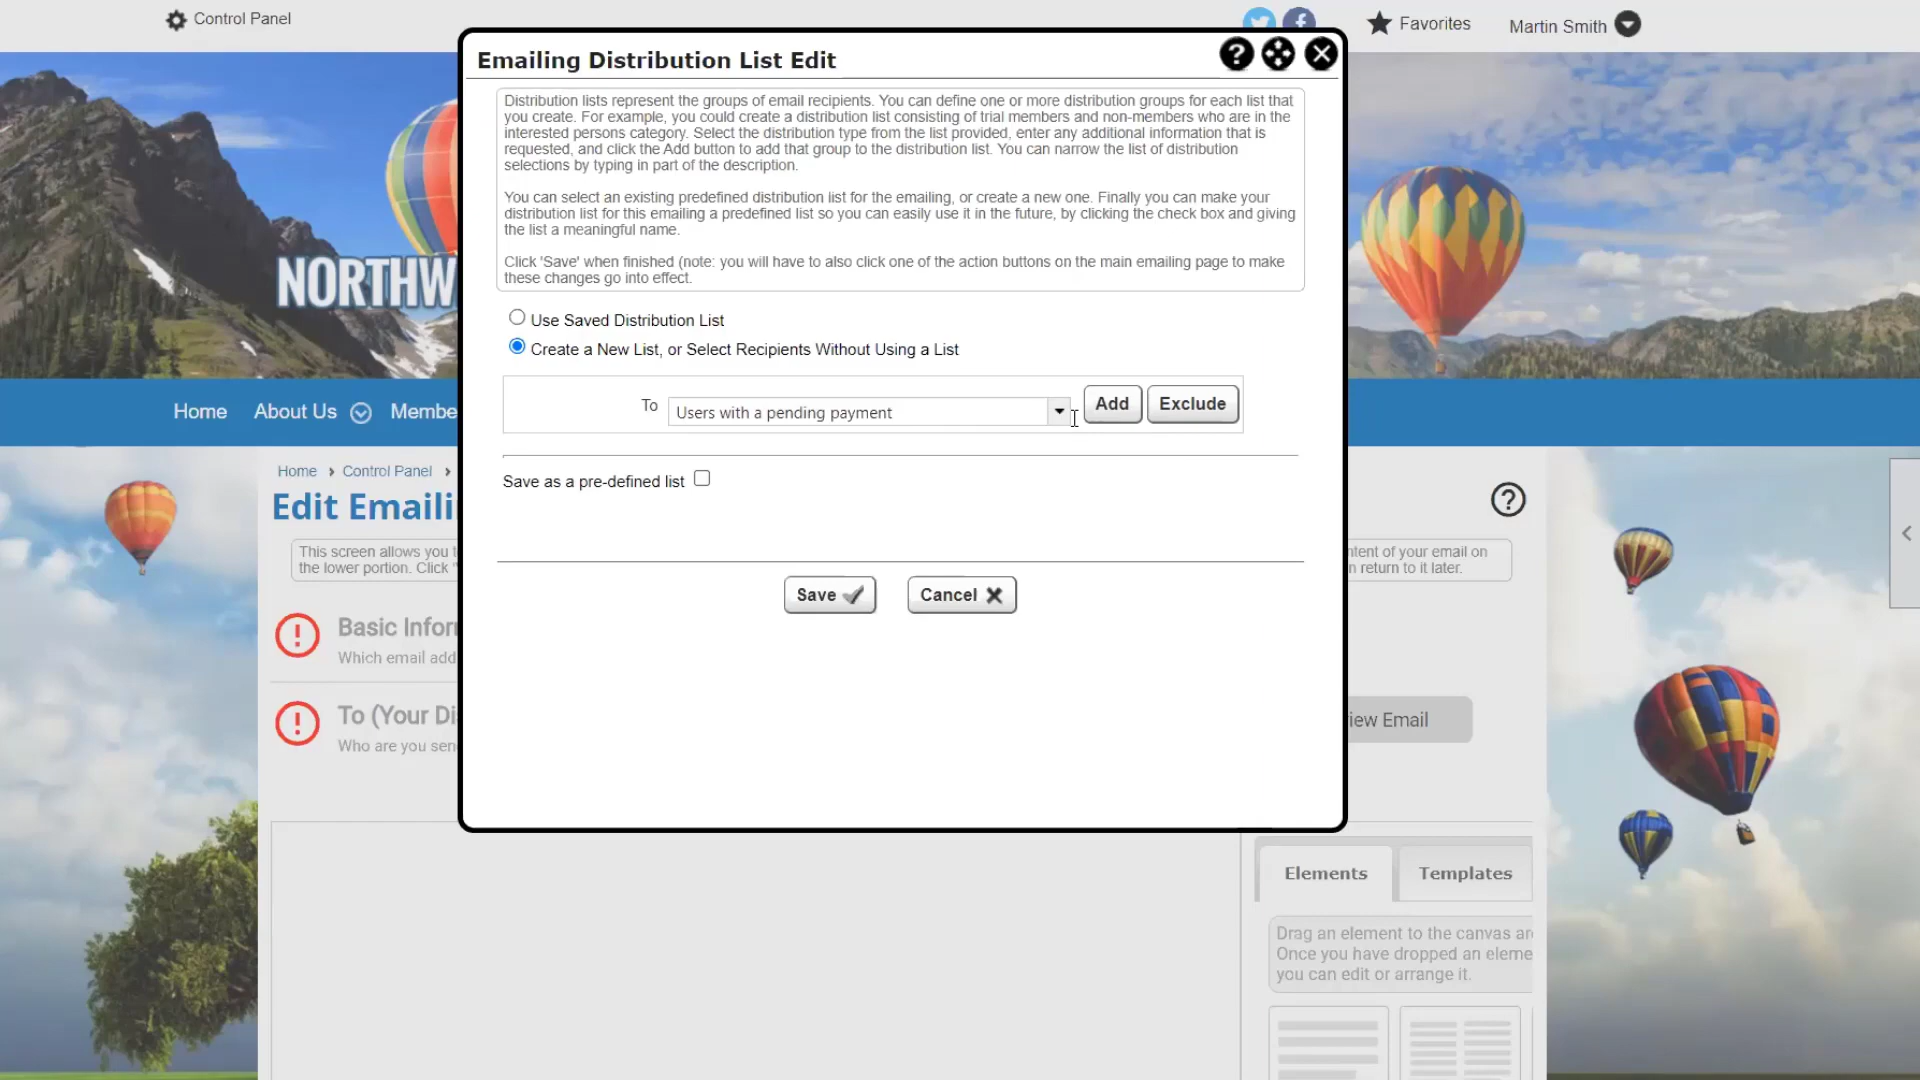 Control Panel
Favorites
Martin Smith
Emailing Distribution List Edit
Distribution lists represent the groups of email recipients. You can define one or more distribution groups for each list that
you create. For example, you could create a distribution list consisting of trial members and non-members who are in the
interested persons category. Select the distribution type from the list provided, enter any additional information that is
requested, and click the Add button to add that group to the distribution list. You can narrow the list of distribution
selections by typing in part of the description.
You can select an existing predefined distribution list for the emailing, or create a new one. Finally you can make your
distribution list for this emailing a predefined list so you can easily use it in the future, by clicking the check box and giving
the list a meaningful name.
Click 'Save' when finished (note: you will have to also click one of the action buttons on the main emailing page to make
these changes go into effect.
Use Saved Distribution List
Create a New List, or Select Recipients Without Using a List
To
Users with a pending payment
Add
Exclude
Save as a pre-defined list
Save
Cancel
NORTHW
Home
About Us
Membe
Home › Control Panel ›
Edit Emaili
This screen allows you t
the lower portion. Click
ntent of your email on
n return to it later.
Basic Inforr
Which email add
To (Your Di
Who are you sen
iew Email
Elements
Templates
Drag an element to the canvas are
Once you have dropped an eleme
you can edit or arrange it.